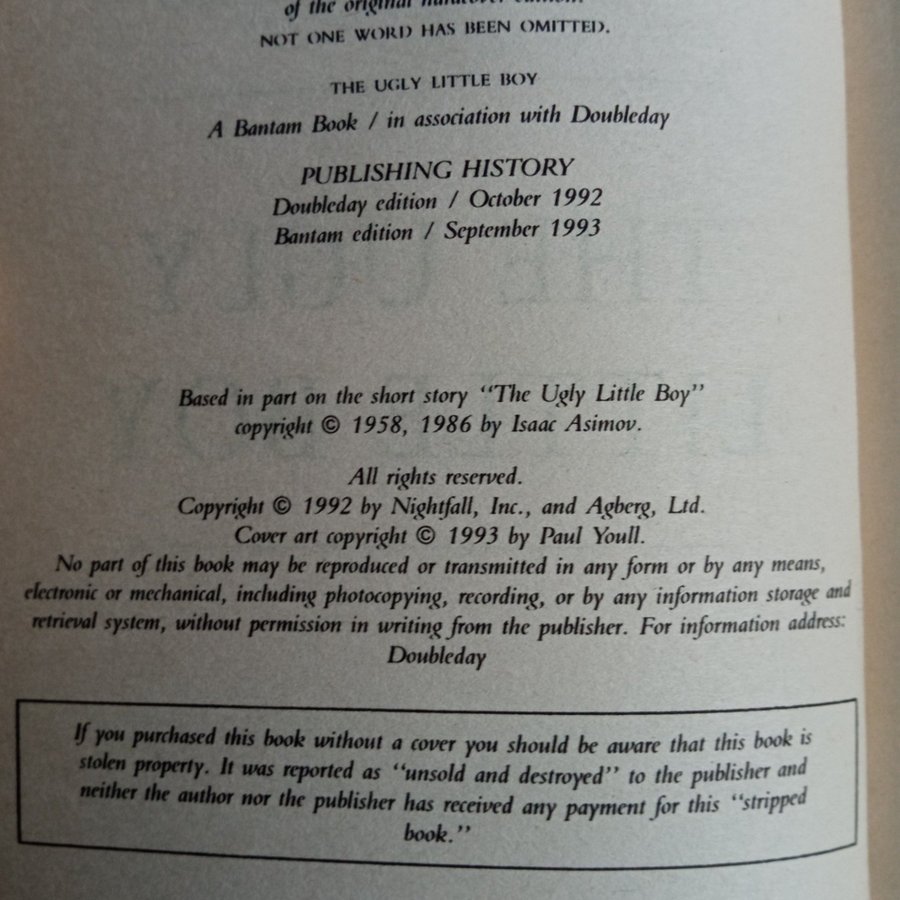 of the original hardcover edition.
NOT ONE WORD HAS BEEN OMITTED.
THE UGLY LITTLE BOY
A Bantam Book / in association with Doubleday
PUBLISHING HISTORY
Doubleday edition / October 1992
Bantam edition / September 1993
Based in part on the short story "The Ugly Little Boy"
copyright © 1958, 1986 by Isaac Asimov.
All rights reserved.
Copyright © 1992 by Nightfall, Inc., and Agberg, Ltd.
Cover art copyright © 1993 by Paul Youll.
No part of this book may be reproduced or transmitted in any form or by any means,
electronic or mechanical, including photocopying, recording, or by any information storage and
retrieval system, without permission in writing from the publisher. For information address:
Doubleday
If you purchased this book without a cover you should be aware that this book is
stolen property. It was reported as "unsold and destroyed" to the publisher and
neither the author nor the publisher has received any payment for this "stripped
book."